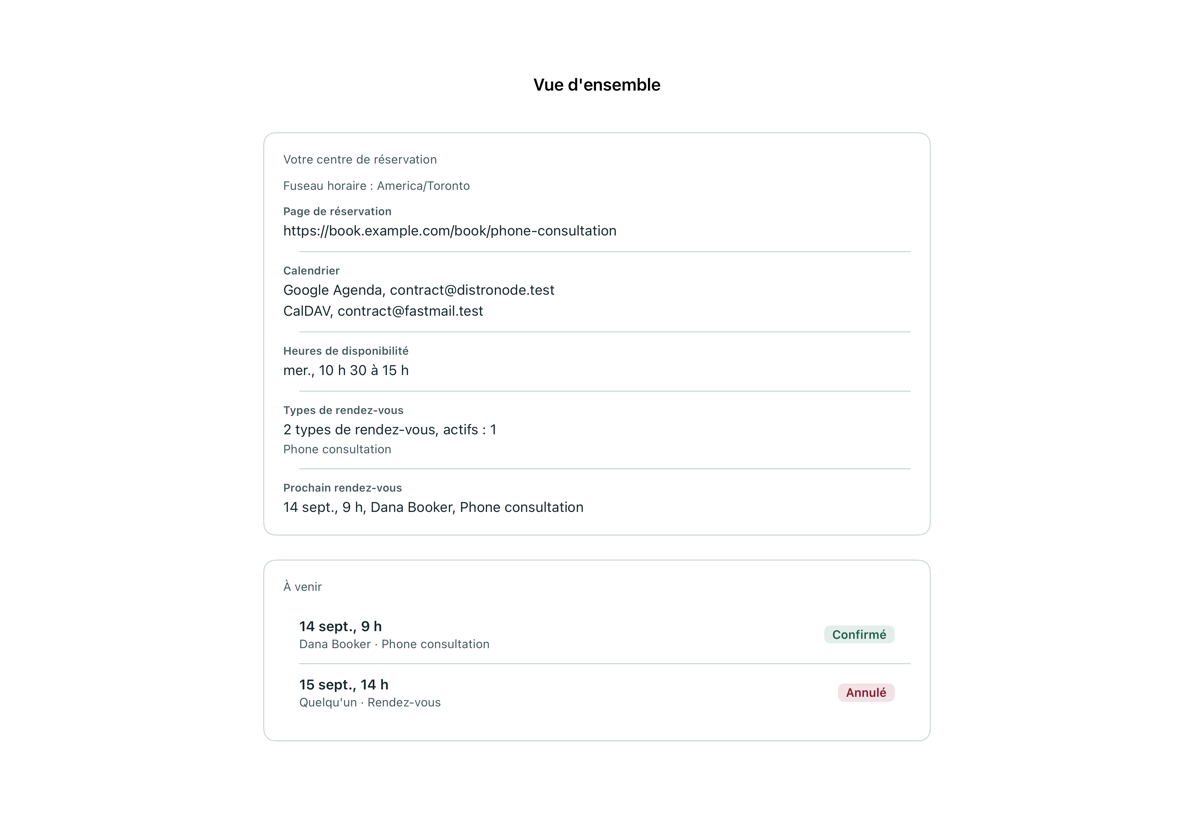 Vue d'ensemble
Votre centre de réservation
Fuseau horaire : America/Toronto
Page de réservation
https://book.example.com/book/phone-consultation
Calendrier
Google Agenda, contract@distronode.test
CalDAV, contract@fastmail.test
Heures de disponibilité
mer., 10 h 30 à 15 h
Types de rendez-vous
2 types de rendez-vous, actifs : 1
Phone consultation
Prochain rendez-vous
14 sept., 9 h, Dana Booker, Phone consultation
À venir
14 sept., 9 h
Dana Booker · Phone consultation
Confirmé
15 sept., 14 h
Quelqu'un · Rendez-vous
Annulé